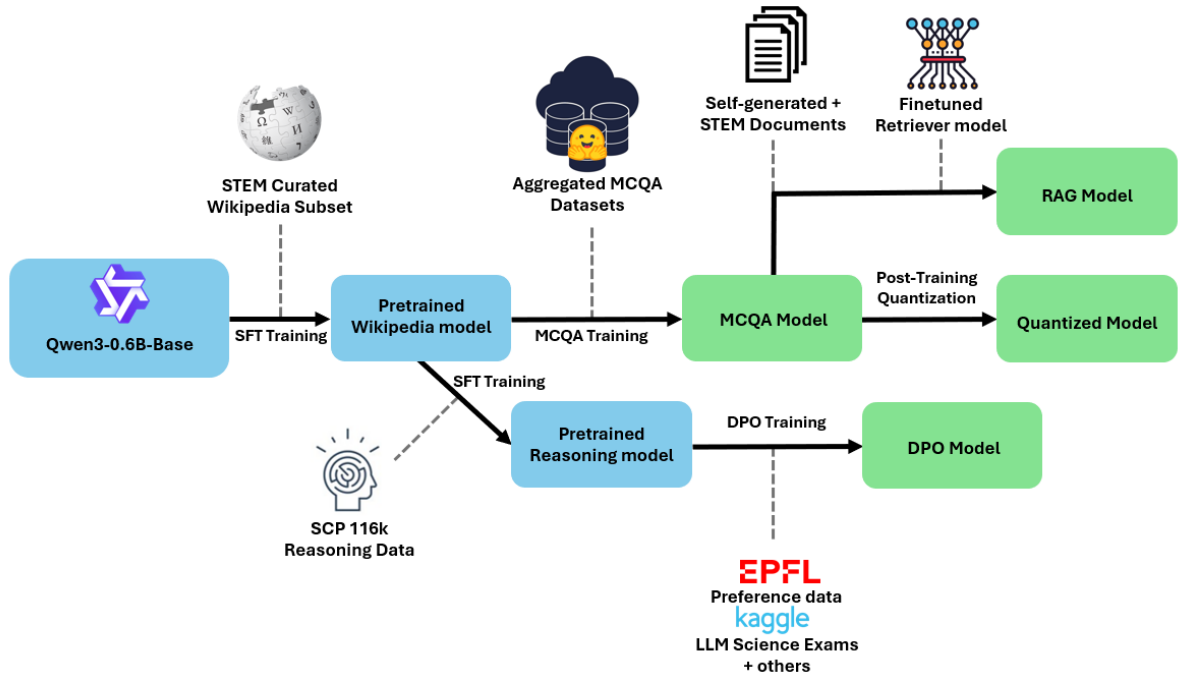 Self-generated +
STEM Documents
Finetuned
Retriever model
STEM Curated
Wikipedia Subset
Aggregated MCQA
Datasets
RAG Model
Qwen3-0.6B-Base
SFT Training
Pretrained
Wikipedia model
MCQA Training
MCQA Model
Post-Training
Quantization
Quantized Model
SFT Training
Pretrained
Reasoning model
DPO Training
DPO Model
SCP 116k
Reasoning Data
EPFL
Preference data
kaggle
LLM Science Exams
+ others